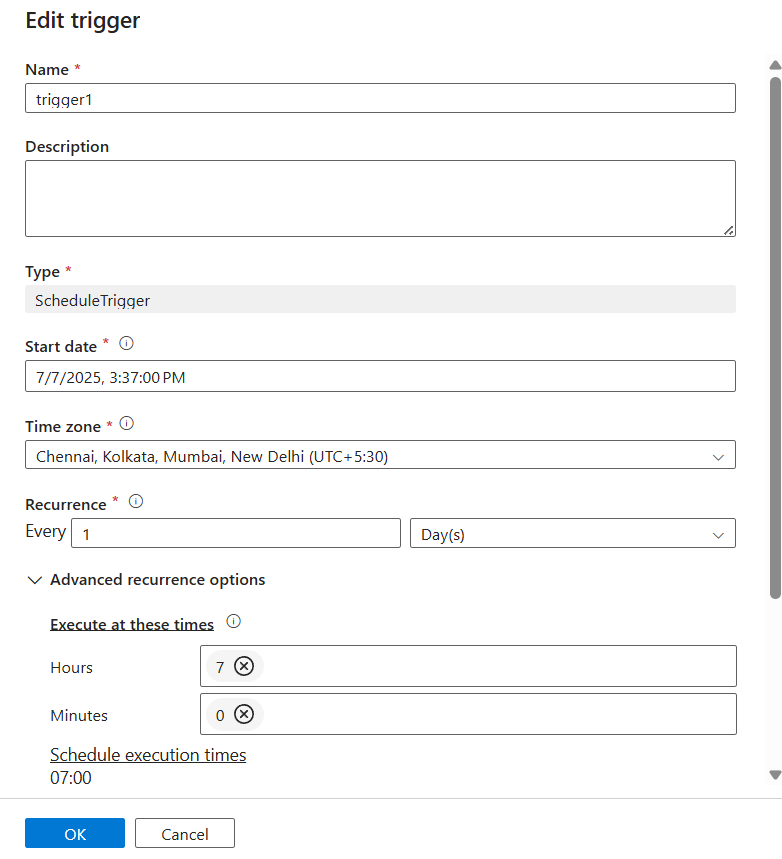 Edit trigger
Name *
trigger1
Description
Type *
ScheduleTrigger
Start date *
7/7/2025, 3:37:00 PM
Time zone *
Chennai, Kolkata, Mumbai, New Delhi (UTC+5:30)
Recurrence *
Every 1 Day(s)
Advanced recurrence options
Execute at these times
Hours 7
Minutes 0
Schedule execution times
07:00
OK Cancel